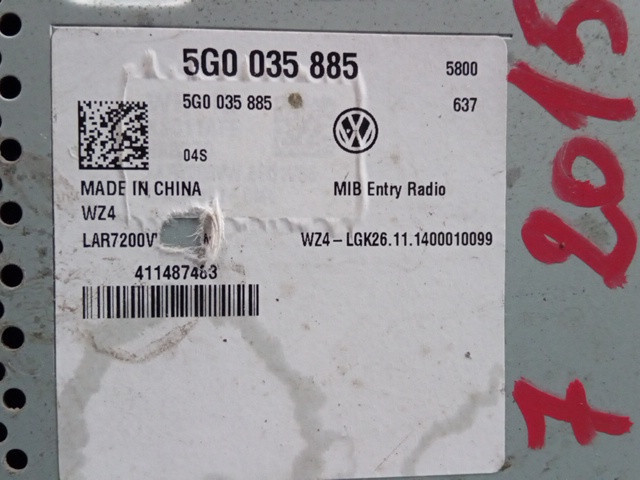 5G0 035 885 5800
5G0 035 885 637
04S
MADE IN CHINA MIB Entry Radio
WZ4
LAR7200V WZ4-LGK26.11.1400010099
411487483
7 2015